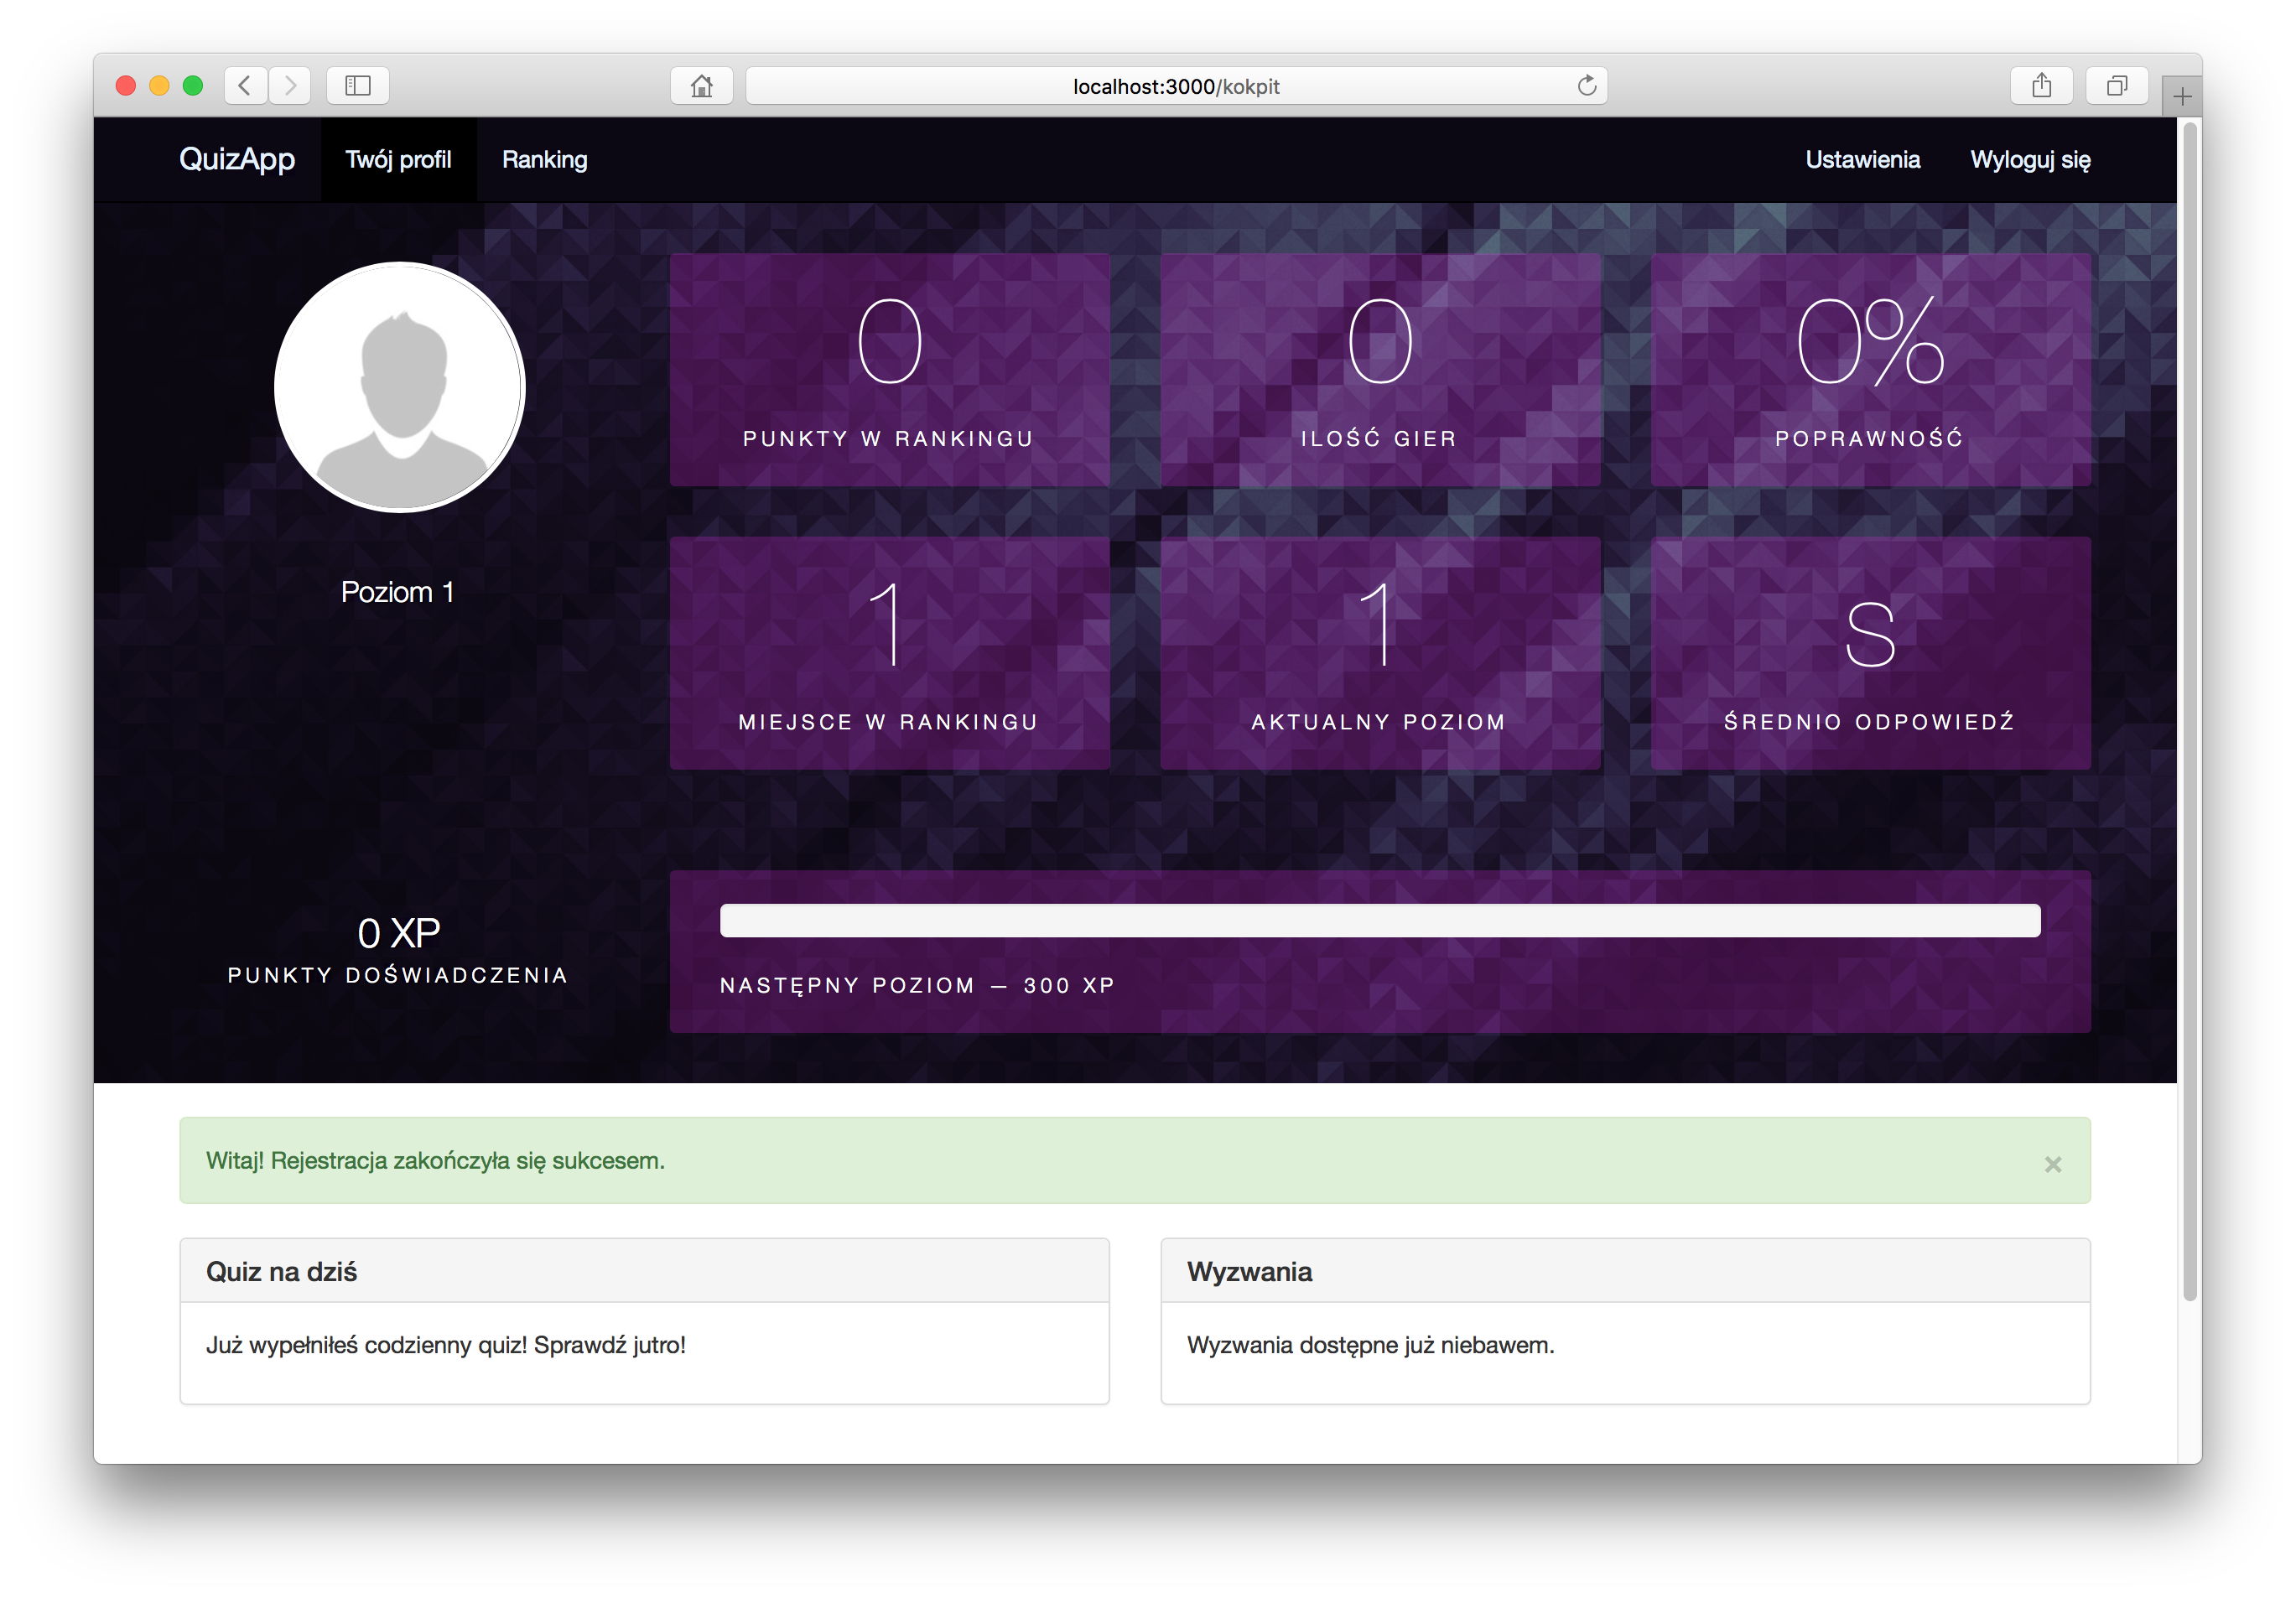 localhost:3000/kokpit
QuizApp Twój profil Ranking Ustawienia Wyloguj się
0 0 0%
PUNKTY W RANKINGU ILOŚĆ GIER POPRAWNOŚĆ
Poziom 1
1 1 s
MIEJSCE W RANKINGU AKTUALNY POZIOM ŚREDNIO ODPOWIEDŹ
0 XP
PUNKTY DOŚWIADCZENIA
NASTĘPNY POZIOM — 300 XP
Witaj! Rejestracja zakończyła się sukcesem. ×
Quiz na dziś
Już wypełniłeś codzienny quiz! Sprawdź jutro!
Wyzwania
Wyzwania dostępne już niebawem.